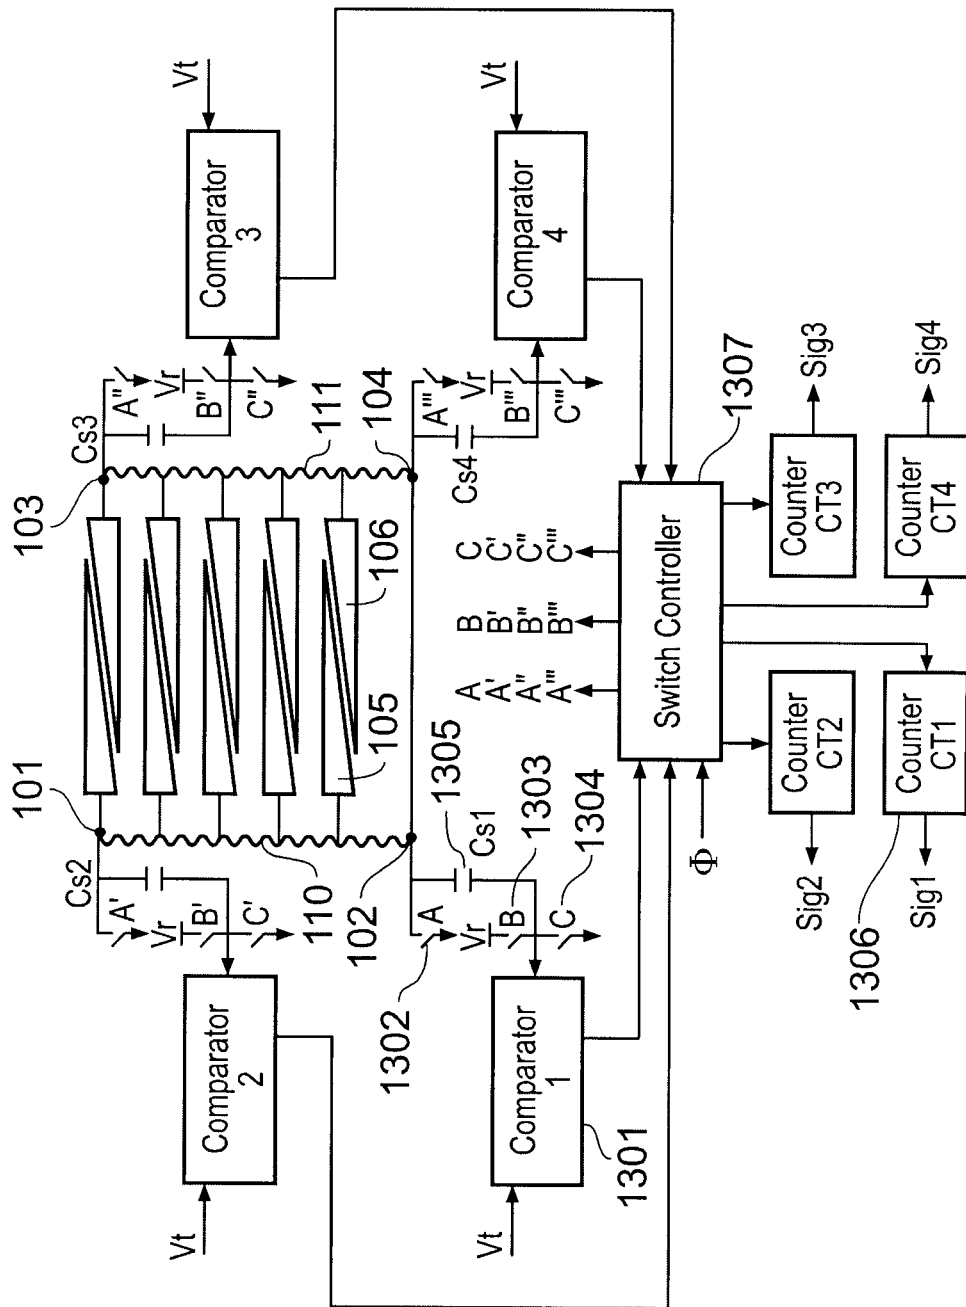 Vt
Vt
Comparator
3
Comparator
4
A"
Vr
B"
C"
A'''
Vr
B'''
C'''
Cs3
103
111
104
Cs4
106
105
101
Cs2
110
102
A'
Vr
B'
C'
1305
Cs1
A
Vr
B
C
1303
1304
1302
Comparator
2
Comparator
1
1301
Vt
Vt
A
A'
A"
A'''
B
B'
B"
B'''
C
C'
C"
C'''
Switch Controller
1307
Φ
Counter
CT2
Counter
CT1
Counter
CT3
Counter
CT4
Sig2
Sig1
Sig3
Sig4
1306